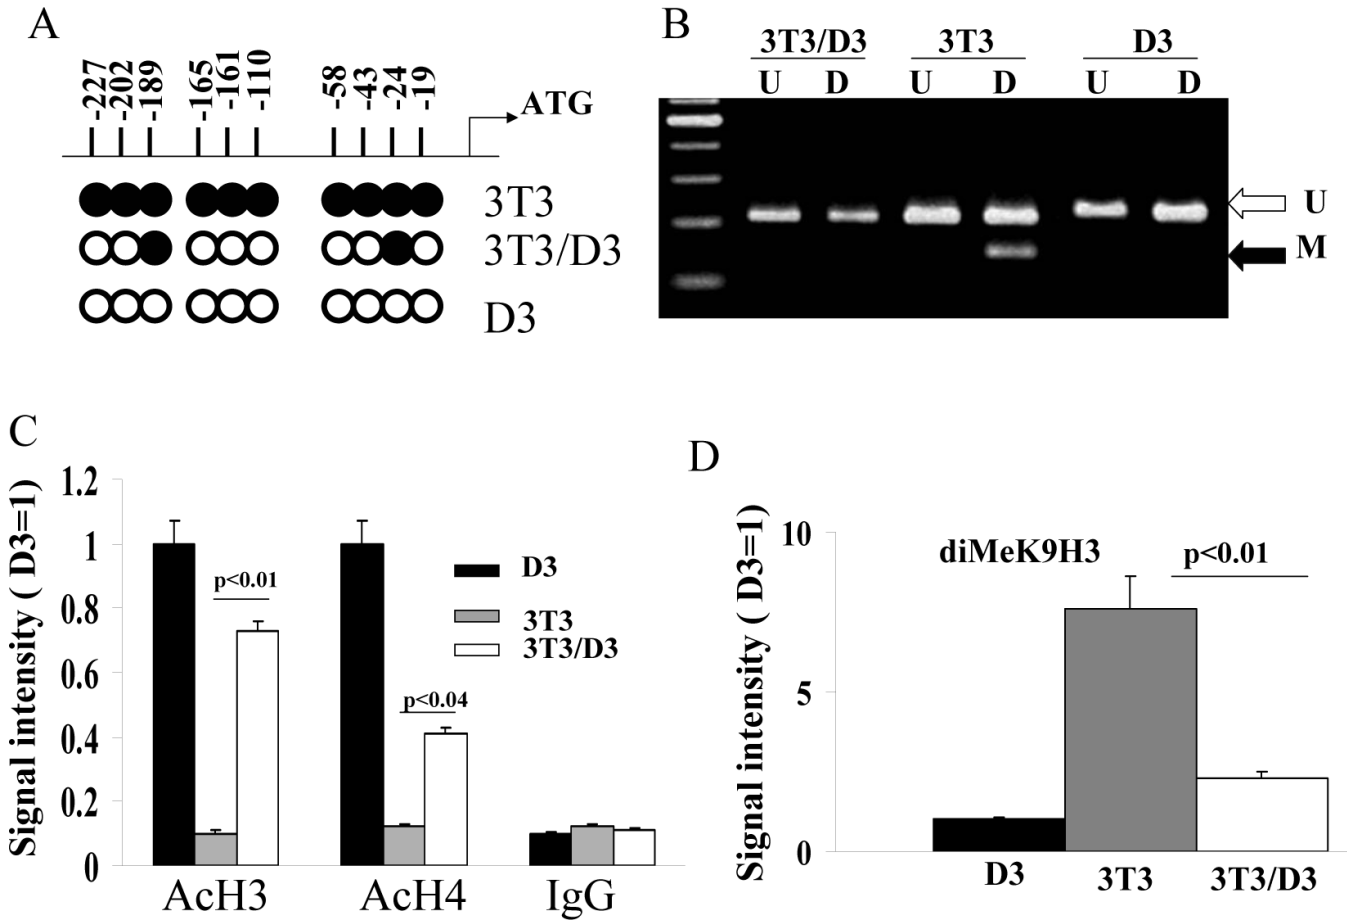 A
-227 -202 -189 -165 -161 -110 -58 -43 -24 -19
ATG
3T3
3T3/D3
D3
B
3T3/D3 3T3 D3
U D U D U D
U
M
C
Signal intensity ( D3=1)
1.2
1
0.8
0.6
0.4
0.2
0
p<0.01
p<0.04
D3
3T3
3T3/D3
AcH3 AcH4 IgG
D
Signal intensity ( D3=1)
10
5
0
diMeK9H3
p<0.01
D3 3T3 3T3/D3